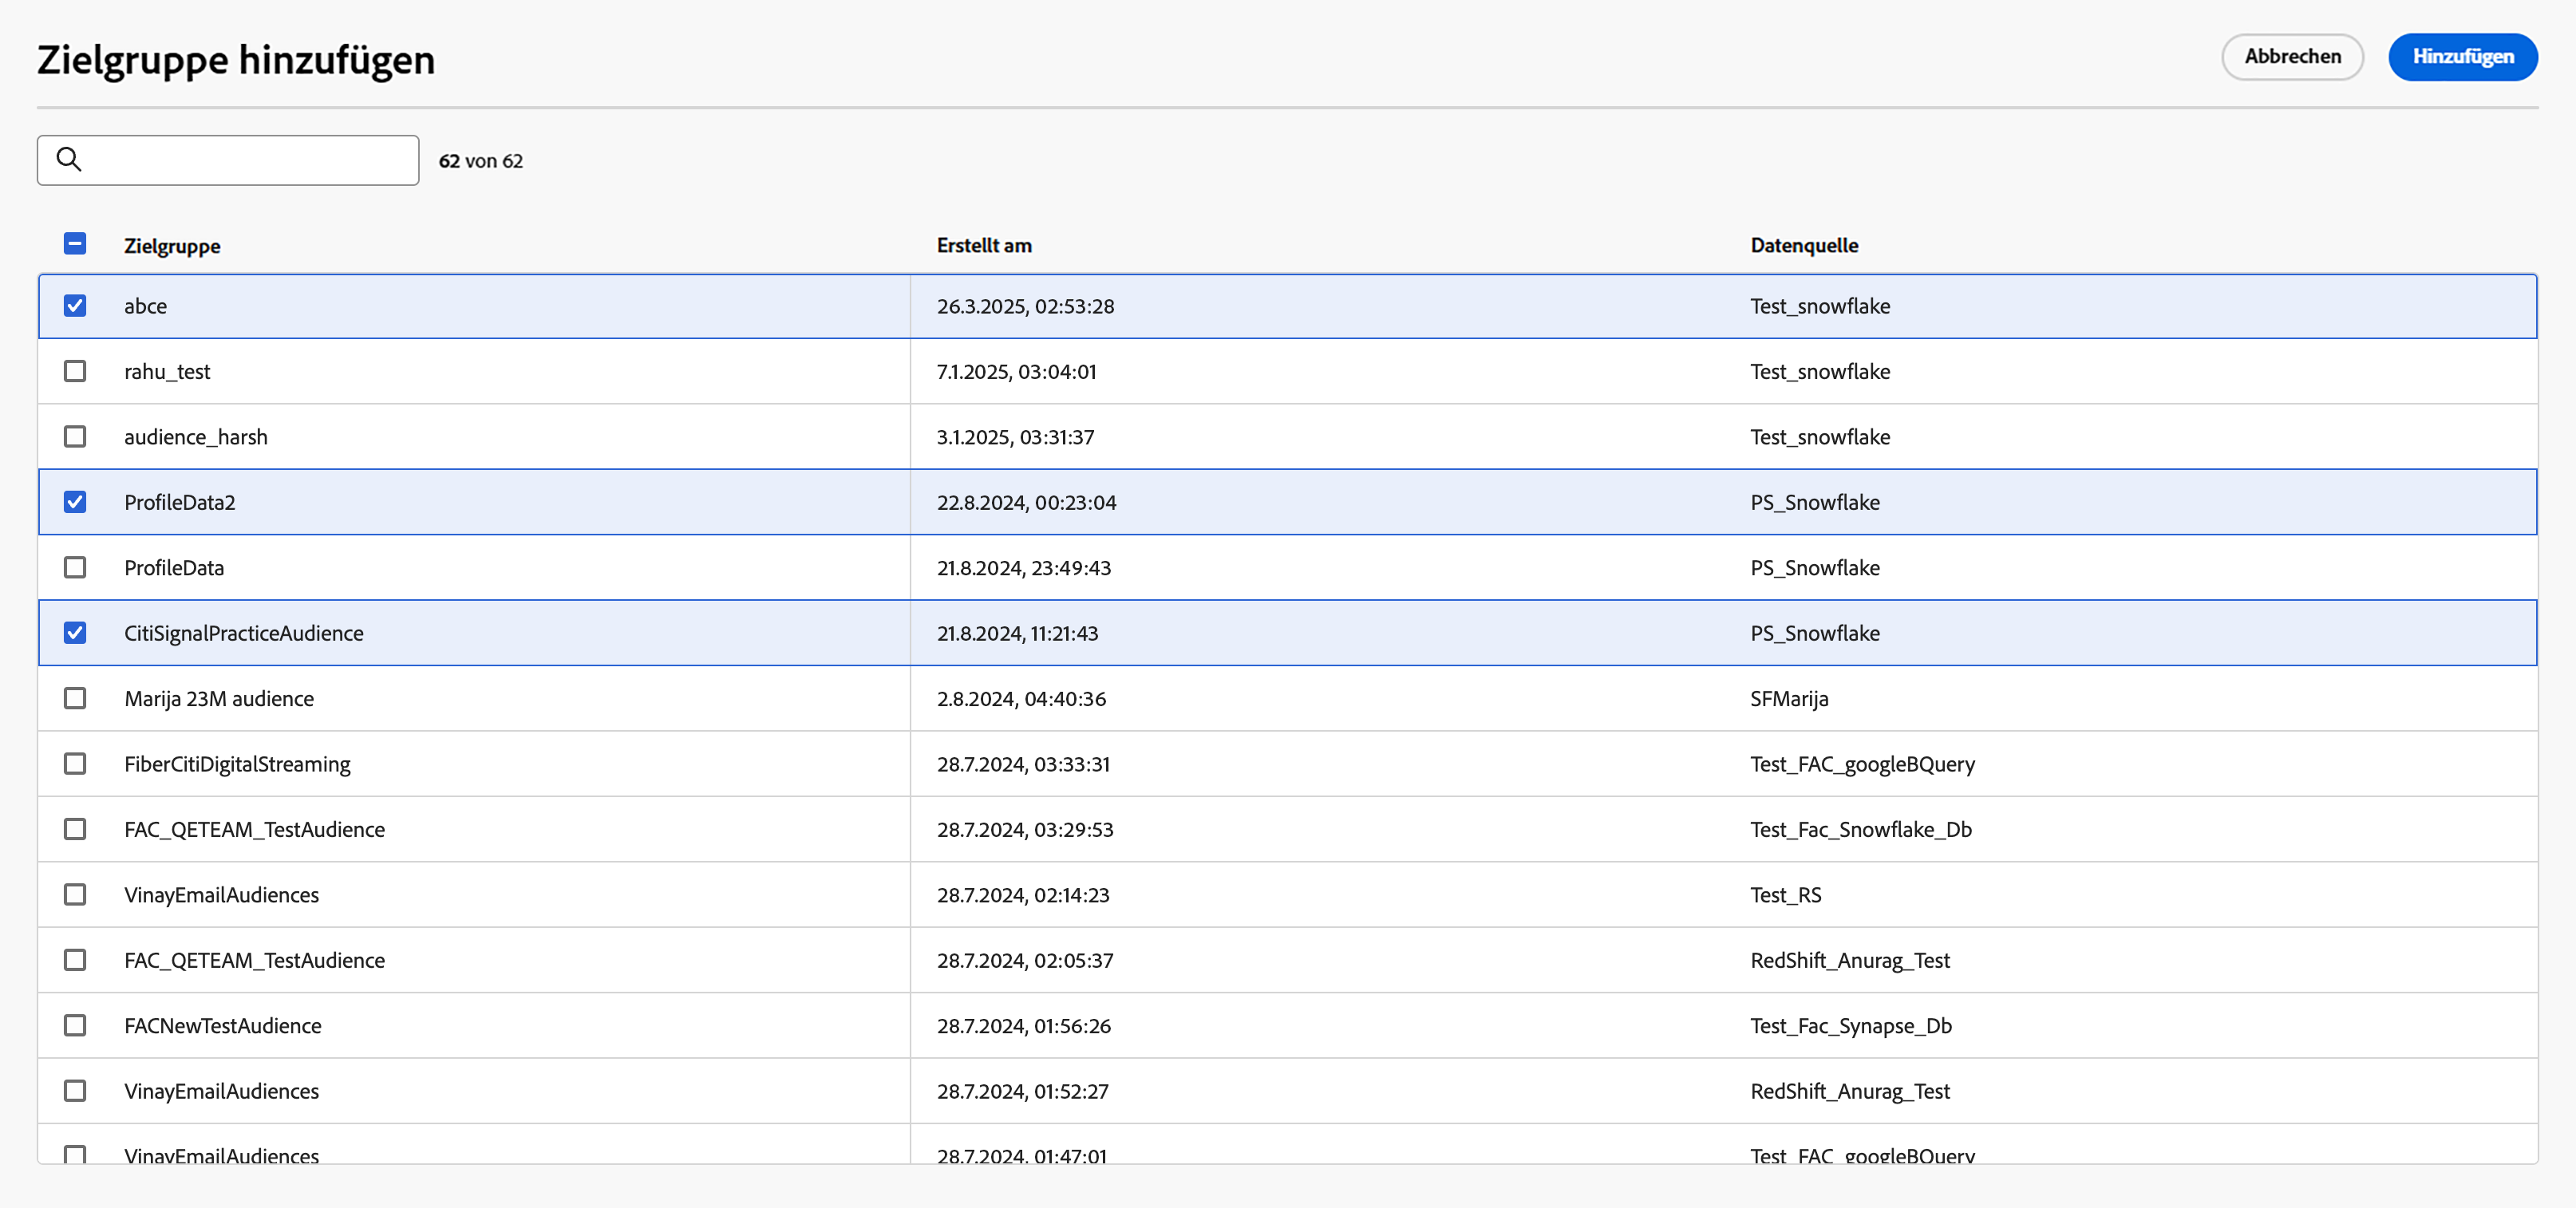 Zielgruppe hinzufügen
Abbrechen Hinzufügen
62 von 62
Zielgruppe Erstellt am Datenquelle
abce 26.3.2025, 02:53:28 Test_snowflake
rahu_test 7.1.2025, 03:04:01 Test_snowflake
audience_harsh 3.1.2025, 03:31:37 Test_snowflake
ProfileData2 22.8.2024, 00:23:04 PS_Snowflake
ProfileData 21.8.2024, 23:49:43 PS_Snowflake
CitiSignalPracticeAudience 21.8.2024, 11:21:43 PS_Snowflake
Marija 23M audience 2.8.2024, 04:40:36 SFMarija
FiberCitiDigitalStreaming 28.7.2024, 03:33:31 Test_FAC_googleBQuery
FAC_QETEAM_TestAudience 28.7.2024, 03:29:53 Test_Fac_Snowflake_Db
VinayEmailAudiences 28.7.2024, 02:14:23 Test_RS
FAC_QETEAM_TestAudience 28.7.2024, 02:05:37 RedShift_Anurag_Test
FACNewTestAudience 28.7.2024, 01:56:26 Test_Fac_Synapse_Db
VinayEmailAudiences 28.7.2024, 01:52:27 RedShift_Anurag_Test
VinayEmailAudiences 28.7.2024, 01:47:01 Test_FAC_googleBQuery